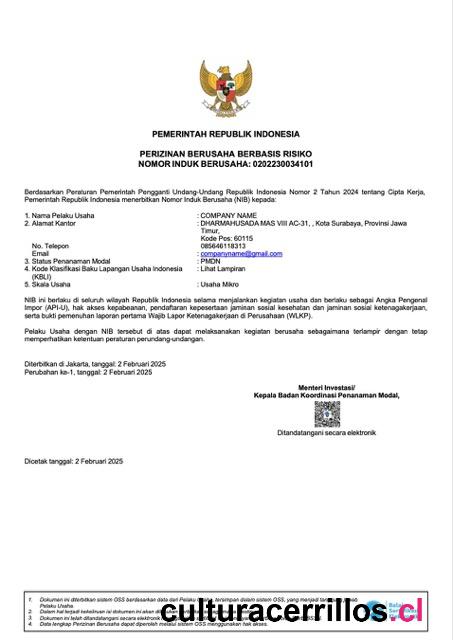 PEMERINTAH REPUBLIK INDONESIA
PERIZINAN BERUSAHA BERBASIS RISIKO
NOMOR INDUK BERUSAHA: 0202230034101
Berdasarkan Peraturan Pemerintah Pengganti Undang-Undang Republik Indonesia Nomor 2 Tahun 2024 tentang Cipta Kerja,
Pemerintah Republik Indonesia menerbitkan Nomor Induk Berusaha (NIB) kepada:
1. Nama Pelaku Usaha : COMPANY NAME
2. Alamat Kantor : DHARMAHUSADA MAS VIII AC-31, , Kota Surabaya, Provinsi Jawa
Timur,
Kode Pos: 60115
No. Telepon 085646118313
Email : companyname@gmail.com
3. Status Penanaman Modal : PMDN
4. Kode Klasifikasi Baku Lapangan Usaha Indonesia : Lihat Lampiran
(KBLI)
5. Skala Usaha : Usaha Mikro
NIB ini berlaku di seluruh wilayah Republik Indonesia selama menjalankan kegiatan usaha dan berlaku sebagai Angka Pengenal
Impor (API-U), hak akses kepabeanan, pendaftaran kepesertaan jaminan sosial kesehatan dan jaminan sosial ketenagakerjaan,
serta bukti pemenuhan laporan pertama Wajib Lapor Ketenagakerjaan di Perusahaan (WLKP).
Pelaku Usaha dengan NIB tersebut di atas dapat melaksanakan kegiatan berusaha sebagaimana terlampir dengan tetap
memperhatikan ketentuan peraturan perundang-undangan.
Diterbitkan di Jakarta, tanggal: 2 Februari 2025
Perubahan ke-1, tanggal: 2 Februari 2025
Menteri Investasi/
Kepala Badan Koordinasi Penanaman Modal,
Ditandatangani secara elektronik
Dicetak tanggal: 2 Februari 2025
1. Dokumen ini diterbitkan sistem OSS berdasarkan data dari Pelaku Usaha, tersimpan dalam sistem OSS, yang menjadi tanggung jawab
Pelaku Usaha.
2. Dalam hal terjadi kekeliruan isi dokumen ini akan dilakukan
3. Dokumen ini telah ditandatangani secara elektronik
4. Data lengkap Perizinan Berusaha dapat diperoleh melalui sistem OSS menggunakan hak akses.
culturacerrillos.cl